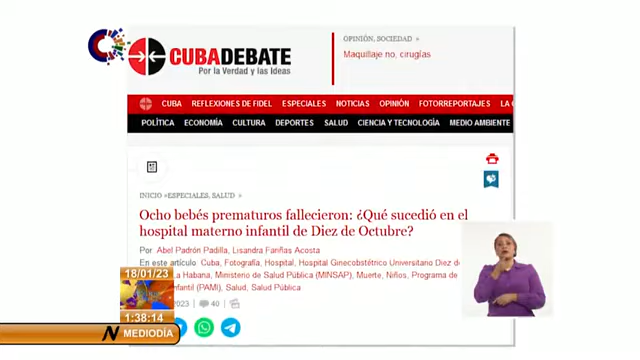 OPINIÓN, SOCIEDAD »
Maquillaje no, cirugías
CUBADEBATE
Por la Verdad y las Ideas
CUBA REFLEXIONES DE FIDEL ESPECIALES NOTICIAS OPINIÓN FOTORREPORTAJES LA
POLÍTICA ECONOMÍA CULTURA DEPORTES SALUD CIENCIA Y TECNOLOGÍA MEDIO AMBIENTE
INICIO »ESPECIALES, SALUD »
Ocho bebés prematuros fallecieron: ¿Qué sucedió en el
hospital materno infantil de Diez de Octubre?
Por Abel Padrón Padilla, Lisandra Fariñas Acosta
En este artículo Cuba, Fotografía, Hospital, Hospital Ginecobstétrico Universitario Diez de
La Habana, Ministerio de Salud Pública (MINSAP), Muerte, Niños, Programa de
Infantil (PAMI), Salud, Salud Pública
2023 40
18/01/23
1:38:14
N MEDIODÍA